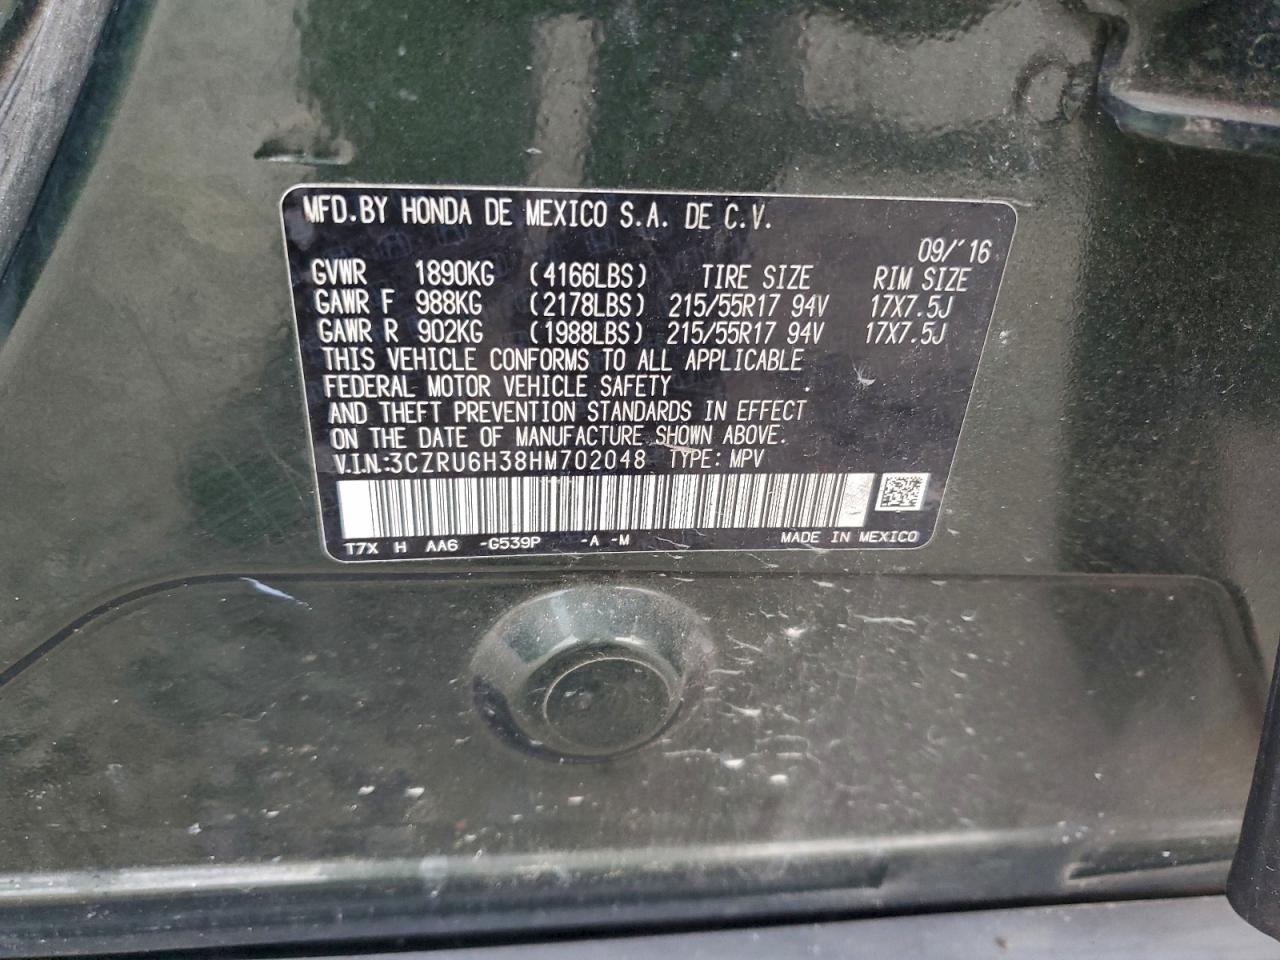 MFD.BY HONDA DE MEXICO S.A. DE C.V.
09/'16
GVWR 1890KG (4166LBS) TIRE SIZE RIM SIZE
GAWR F 988KG (2178LBS) 215/55R17 94V 17X7.5J
GAWR R 902KG (1988LBS) 215/55R17 94V 17X7.5J
THIS VEHICLE CONFORMS TO ALL APPLICABLE
FEDERAL MOTOR VEHICLE SAFETY
AND THEFT PREVENTION STANDARDS IN EFFECT
ON THE DATE OF MANUFACTURE SHOWN ABOVE.
V.I.N.:3CZRU6H38HM702048 TYPE: MPV
T7X H AA6 -G539P -A -M MADE IN MEXICO